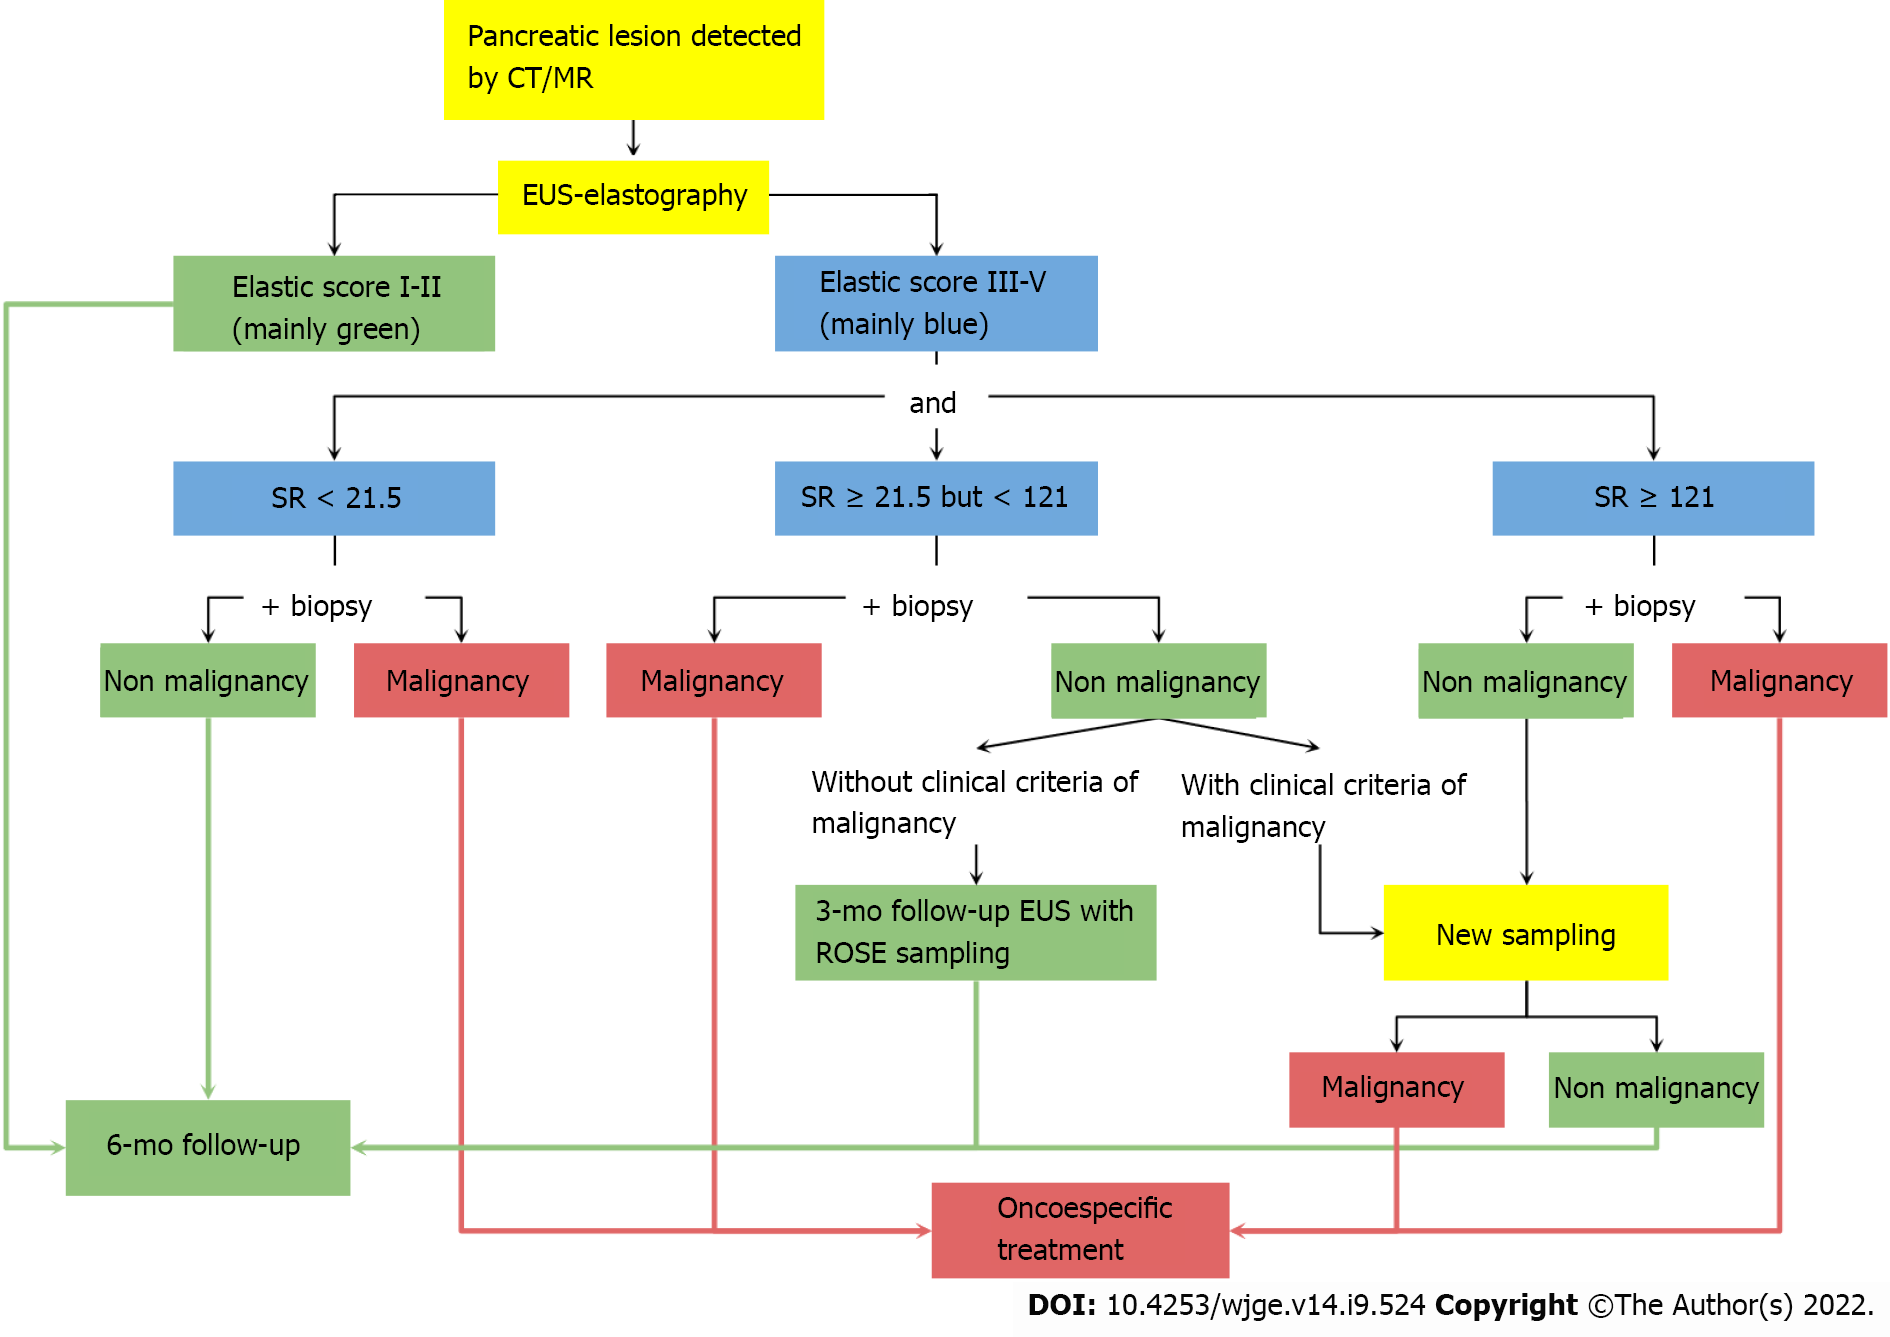 Pancreatic lesion detected
by CT/MR
EUS-elastography
Elastic score I-II
(mainly green)
Elastic score III-V
(mainly blue)
and
SR < 21.5
SR ≥ 21.5 but < 121
SR ≥ 121
+ biopsy
+ biopsy
+ biopsy
Non malignancy
Malignancy
Malignancy
Non malignancy
Non malignancy
Malignancy
Without clinical criteria of
malignancy
With clinical criteria of
malignancy
3-mo follow-up EUS with
ROSE sampling
New sampling
Malignancy
Non malignancy
6-mo follow-up
Oncoespecific
treatment
DOI: 10.4253/wjge.v14.i9.524 Copyright ©The Author(s) 2022.